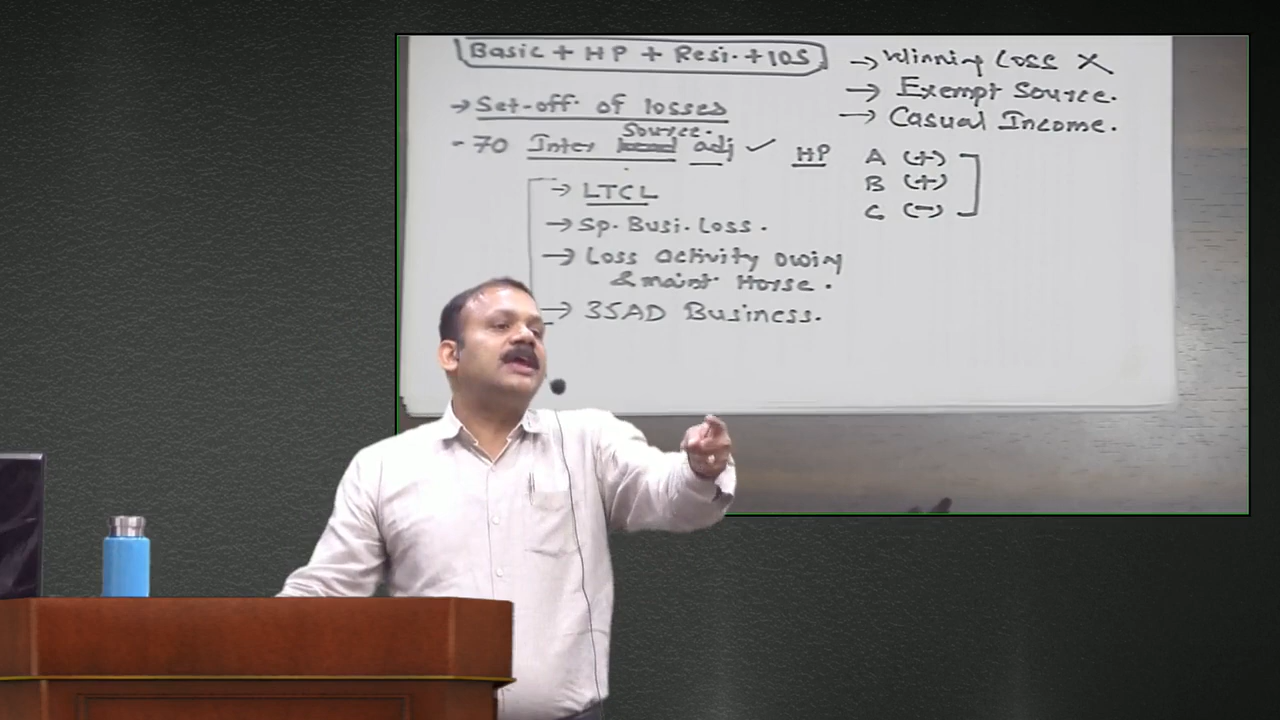 Basic + HP + Resi. + IOS
→ Set-off of losses
Source.
- 70 Inter head adj ✓
→ LTCL
→ Sp. Busi. Loss.
→ Loss activity owing
& maint Horse.
→ 35AD Business.
→ Winning Loss X
→ Exempt Source.
→ Casual Income.
HP A (+)
B (+)
C (-)